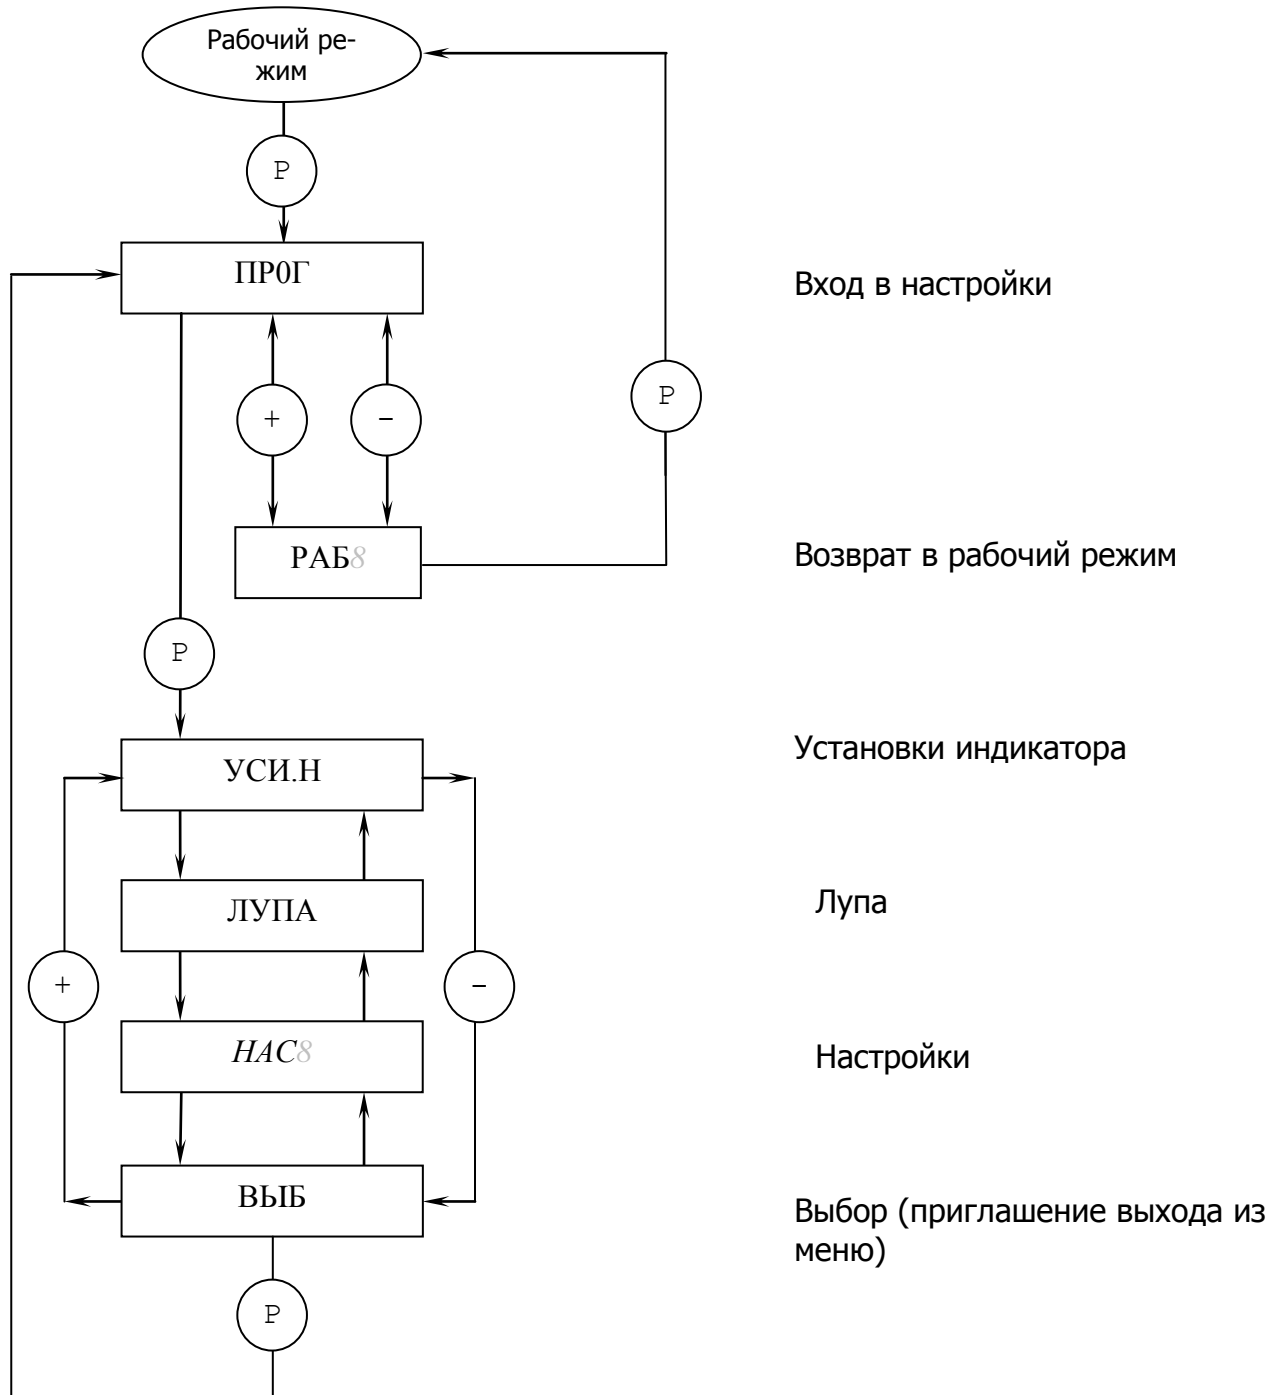 Рабочий ре-
жим
P
ПР0Г
Вход в настройки
+
-
P
РАБ8
Возврат в рабочий режим
P
УСИ.Н
Установки индикатора
ЛУПА
Лупа
+
-
НАС8
Настройки
ВЫБ
Выбор (приглашение выхода из
меню)
P